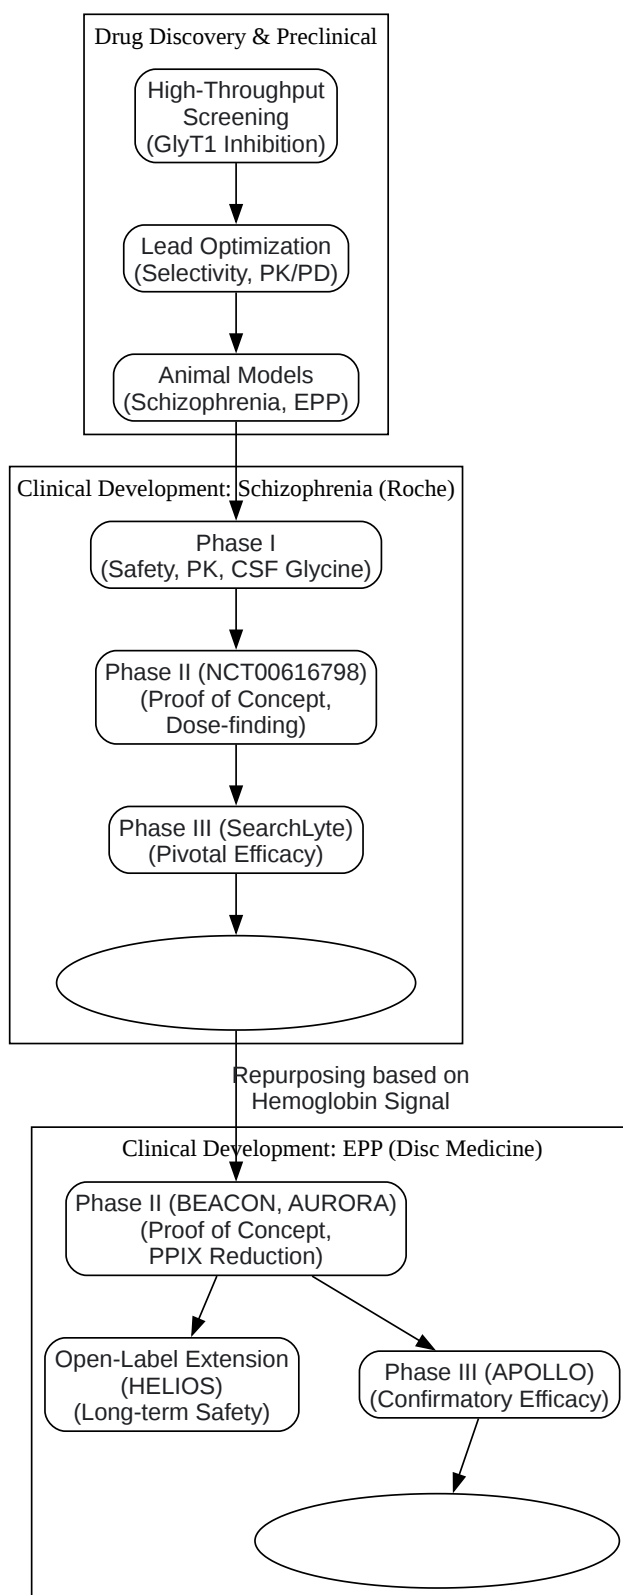 Drug Discovery & Preclinical
High-Throughput
Screening
(GlyT1 Inhibition)
Lead Optimization
(Selectivity, PK/PD)
Animal Models
(Schizophrenia, EPP)
Clinical Development: Schizophrenia (Roche)
Phase I
(Safety, PK, CSF Glycine)
Phase II (NCT00616798)
(Proof of Concept,
Dose-finding)
Phase III (SearchLyte)
(Pivotal Efficacy)
Repurposing based on
Hemoglobin Signal
Clinical Development: EPP (Disc Medicine)
Phase II (BEACON, AURORA)
(Proof of Concept,
PPIX Reduction)
Open-Label Extension
(HELIOS)
(Long-term Safety)
Phase III (APOLLO)
(Confirmatory Efficacy)